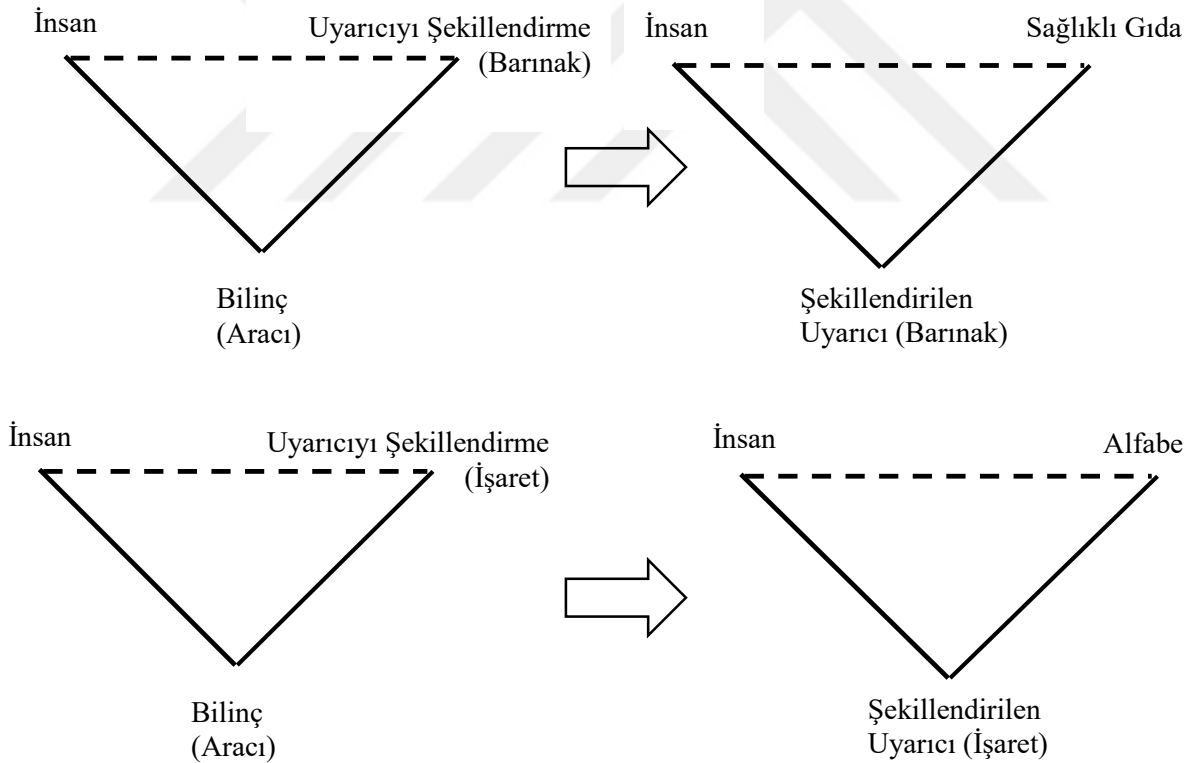 İnsan
Uyarıcıyı Şekillendirme
(Barınak)
İnsan
Sağlıklı Gıda
Bilinç
(Aracı)
Şekillendirilen
Uyarıcı (Barınak)
İnsan
Uyarıcıyı Şekillendirme
(İşaret)
İnsan
Alfabe
Bilinç
(Aracı)
Şekillendirilen
Uyarıcı (İşaret)